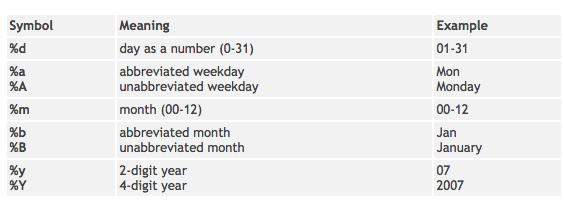 Symbol Meaning Example
%d day as a number (0-31) 01-31
%a abbreviated weekday Mon
%A unabbreviated weekday Monday
%m month (00-12) 00-12
%b abbreviated month Jan
%B unabbreviated month January
%y 2-digit year 07
%Y 4-digit year 2007